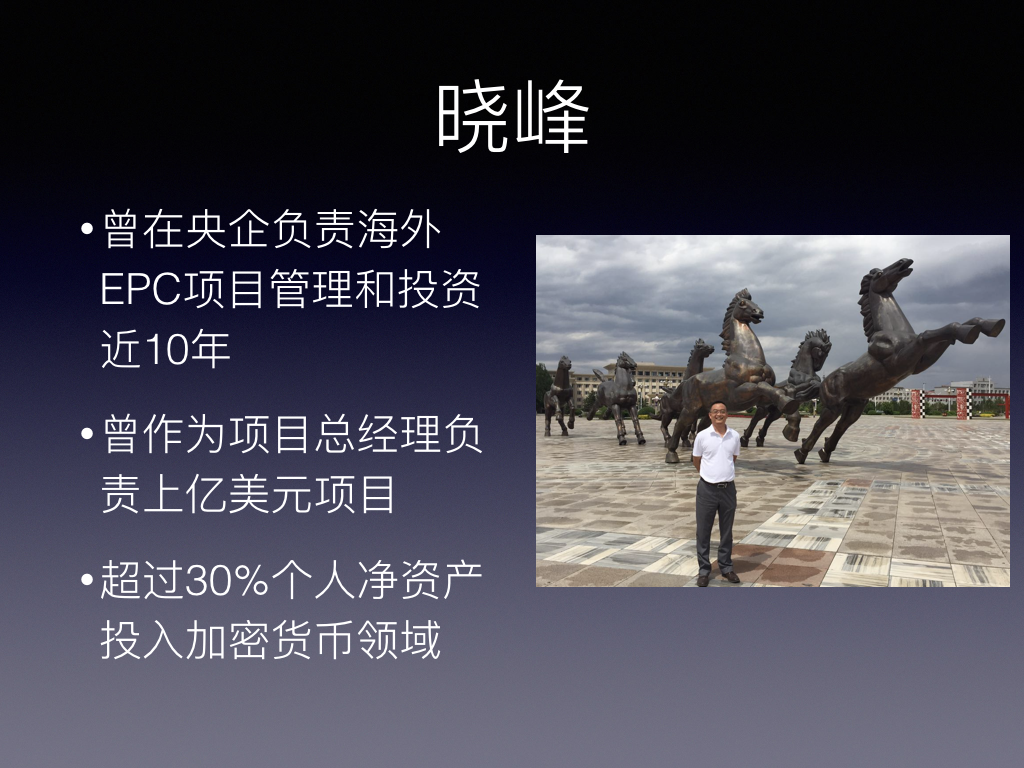 晓峰
•曾在央企负责海外
EPC项目管理和投资
近10年
•曾作为项目总经理负
责上亿美元项目
•超过30%个人净资产
投入加密货币领域